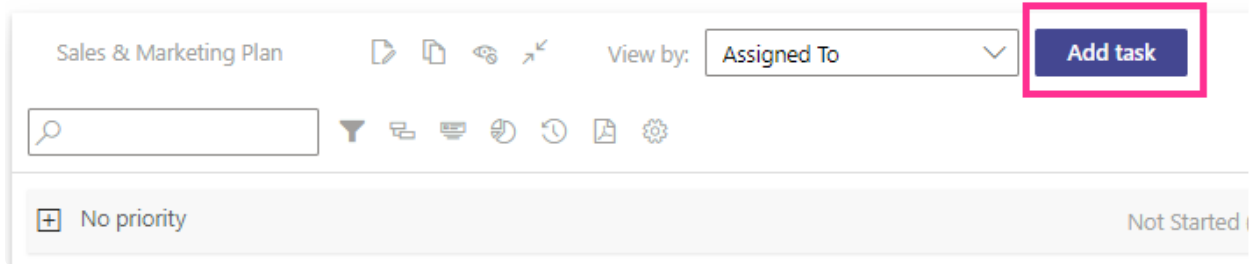 Sales & Marketing Plan View by: Assigned To Add task
No priority Not Started